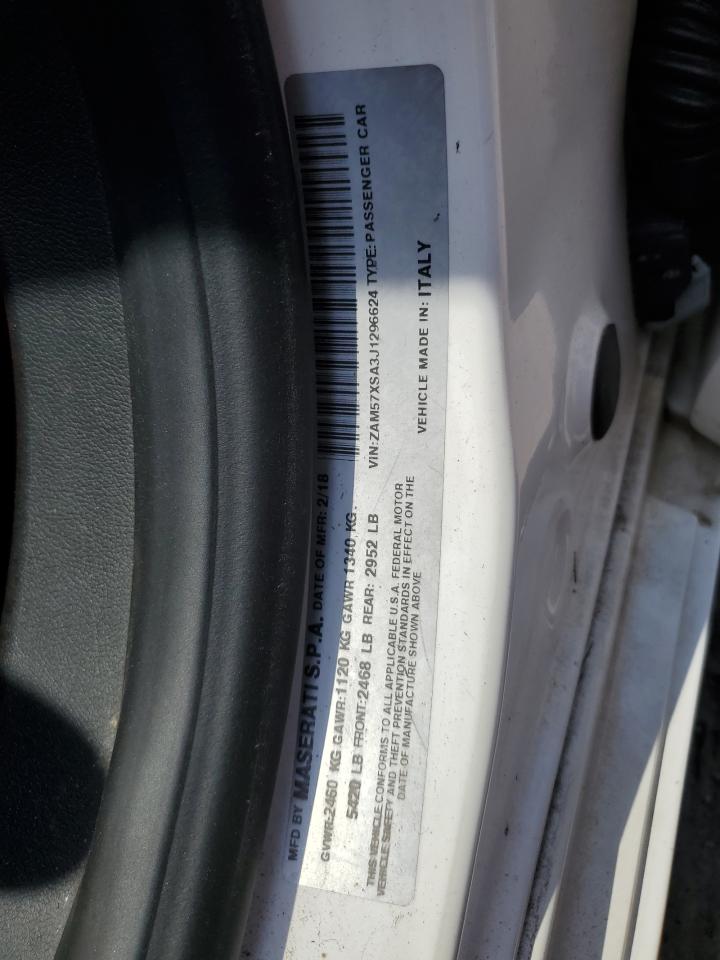 MFD BY MASERATI S.P.A. DATE OF MFR: 2/18
GVWR:2460 KG GAWR:1120 KG GAWR 1340 KG.
5420 LB FRONT:2468 LB REAR: 2952 LB
VIN:ZAM57XSA3J1296624 TYPE:PASSENGER CAR
THIS VEHICLE CONFORMS TO ALL APPLICABLE U.S.A. FEDERAL MOTOR
VEHICLE SAFETY AND THEFT PREVENTION STANDARDS IN EFFECT ON THE
DATE OF MANUFACTURE SHOWN ABOVE
VEHICLE MADE IN: ITALY